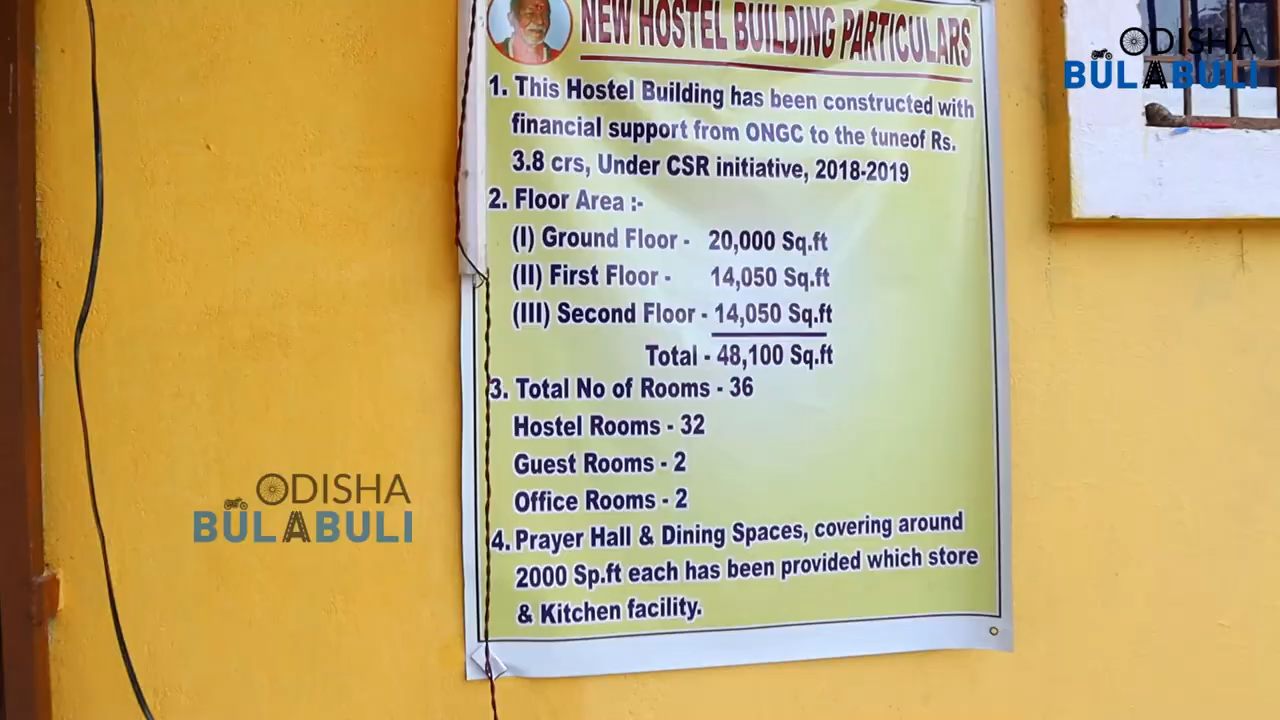 NEW HOSTEL BUILDING PARTICULARS
1. This Hostel Building has been constructed with
financial support from ONGC to the tuneof Rs.
3.8 crs, Under CSR initiative, 2018-2019
2. Floor Area :-
(I) Ground Floor - 20,000 Sq.ft
(II) First Floor - 14,050 Sq.ft
(III) Second Floor - 14,050 Sq.ft
Total - 48,100 Sq.ft
3. Total No of Rooms - 36
Hostel Rooms - 32
Guest Rooms - 2
Office Rooms - 2
4. Prayer Hall & Dining Spaces, covering around
2000 Sp.ft each has been provided which store
& Kitchen facility.
ODISHA
BULABULI
ODISHA
BULABULI